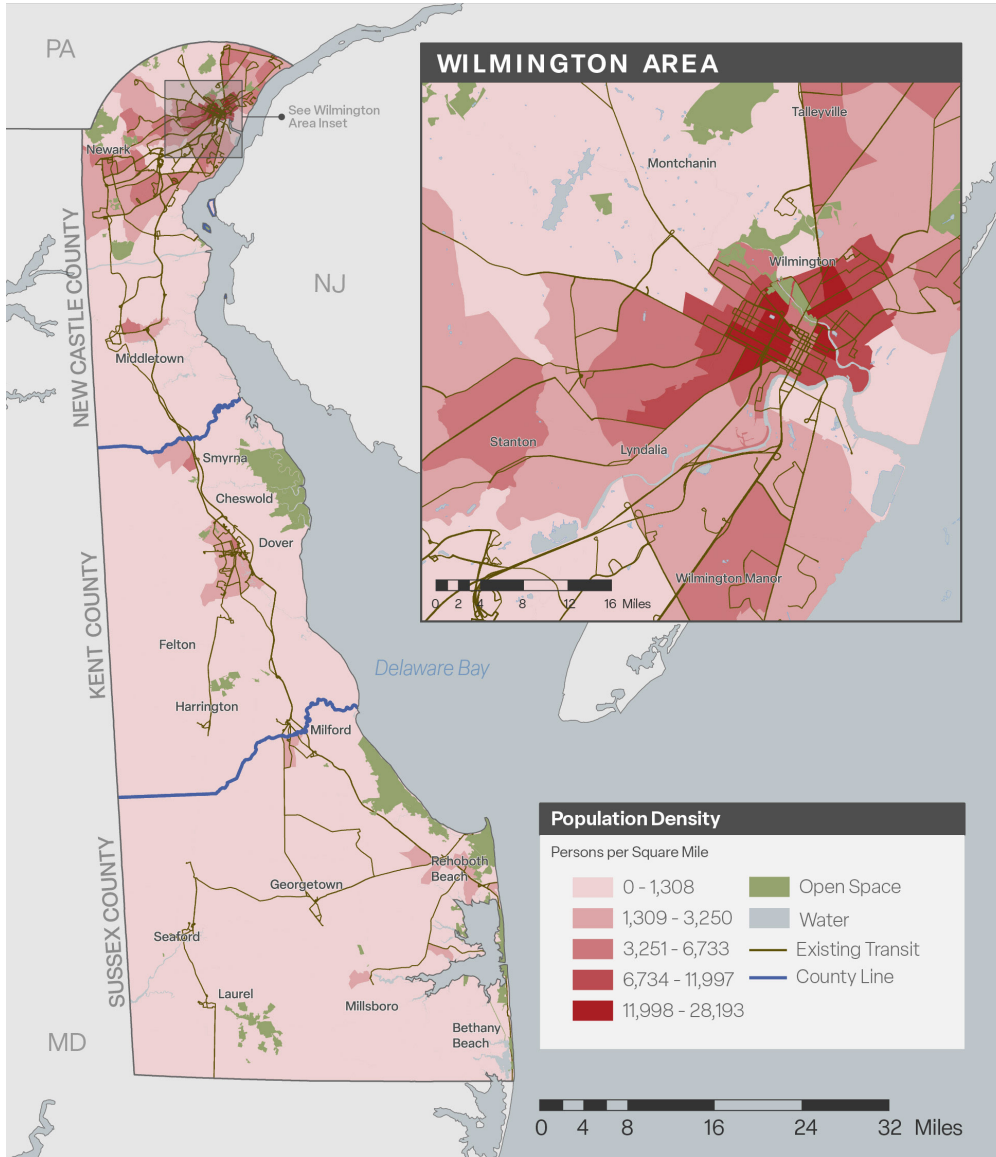 PA
WILMINGTON AREA
See Wilmington
Area Inset
Newark
Talleyville
Montchanin
Wilmington
NEW CASTLE COUNTY
NJ
Middletown
Stanton
Lyndalia
Smyrna
Cheswold
Dover
Wilmington Manor
0 2 4 8 12 16 Miles
KENT COUNTY
Felton
Delaware Bay
Harrington
Milford
SUSSEX COUNTY
Rehoboth
Beach
Georgetown
Seaford
Laurel
Millsboro
Bethany
Beach
MD
Population Density
Persons per Square Mile
0 - 1,308
1,309 - 3,250
3,251 - 6,733
6,734 - 11,997
11,998 - 28,193
Open Space
Water
Existing Transit
County Line
0 4 8 16 24 32 Miles